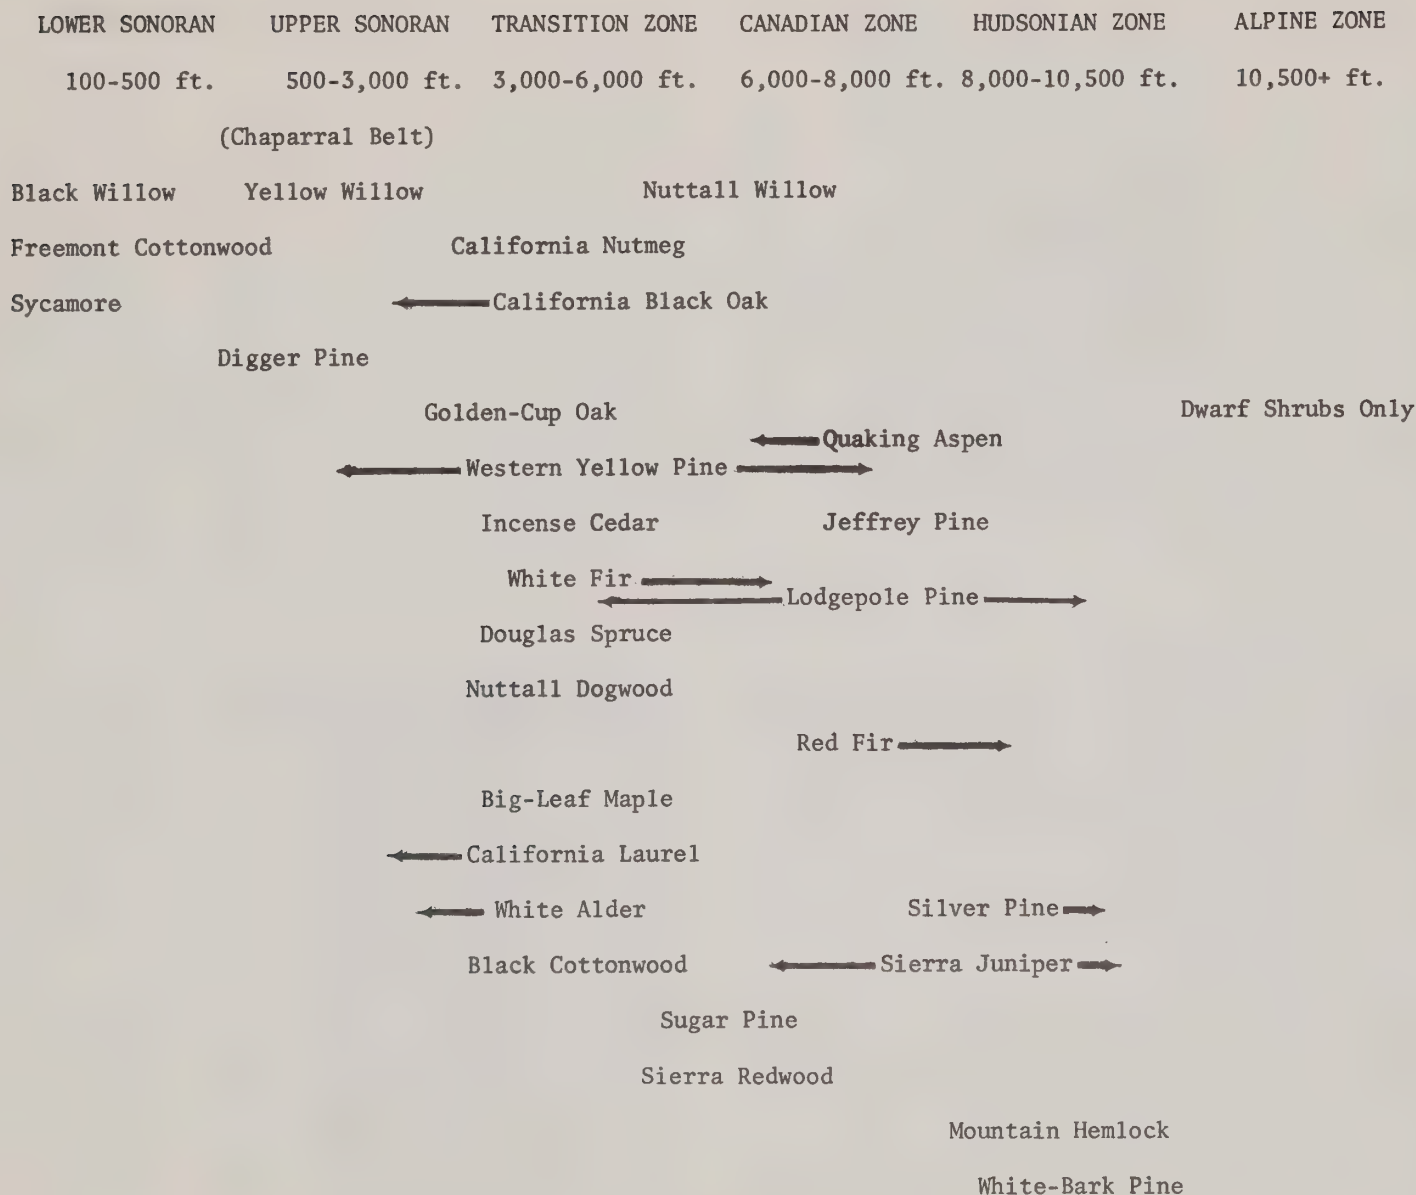 LOWER SONORAN UPPER SONORAN TRANSITION ZONE CANADIAN ZONE HUDSONIAN ZONE ALPINE ZONE
100-500 ft. 500-3,000 ft. 3,000-6,000 ft. 6,000-8,000 ft. 8,000-10,500 ft. 10,500+ ft.
(Chaparral Belt)
Black Willow Yellow Willow Nuttall Willow
Freemont Cottonwood California Nutmeg
Sycamore California Black Oak
Digger Pine
Golden-Cup Oak Dwarf Shrubs Only
Quaking Aspen
Western Yellow Pine
Incense Cedar Jeffrey Pine
White Fir
Lodgepole Pine
Douglas Spruce
Nuttall Dogwood
Red Fir
Big-Leaf Maple
California Laurel
White Alder Silver Pine
Black Cottonwood Sierra Juniper
Sugar Pine
Sierra Redwood
Mountain Hemlock
White-Bark Pine